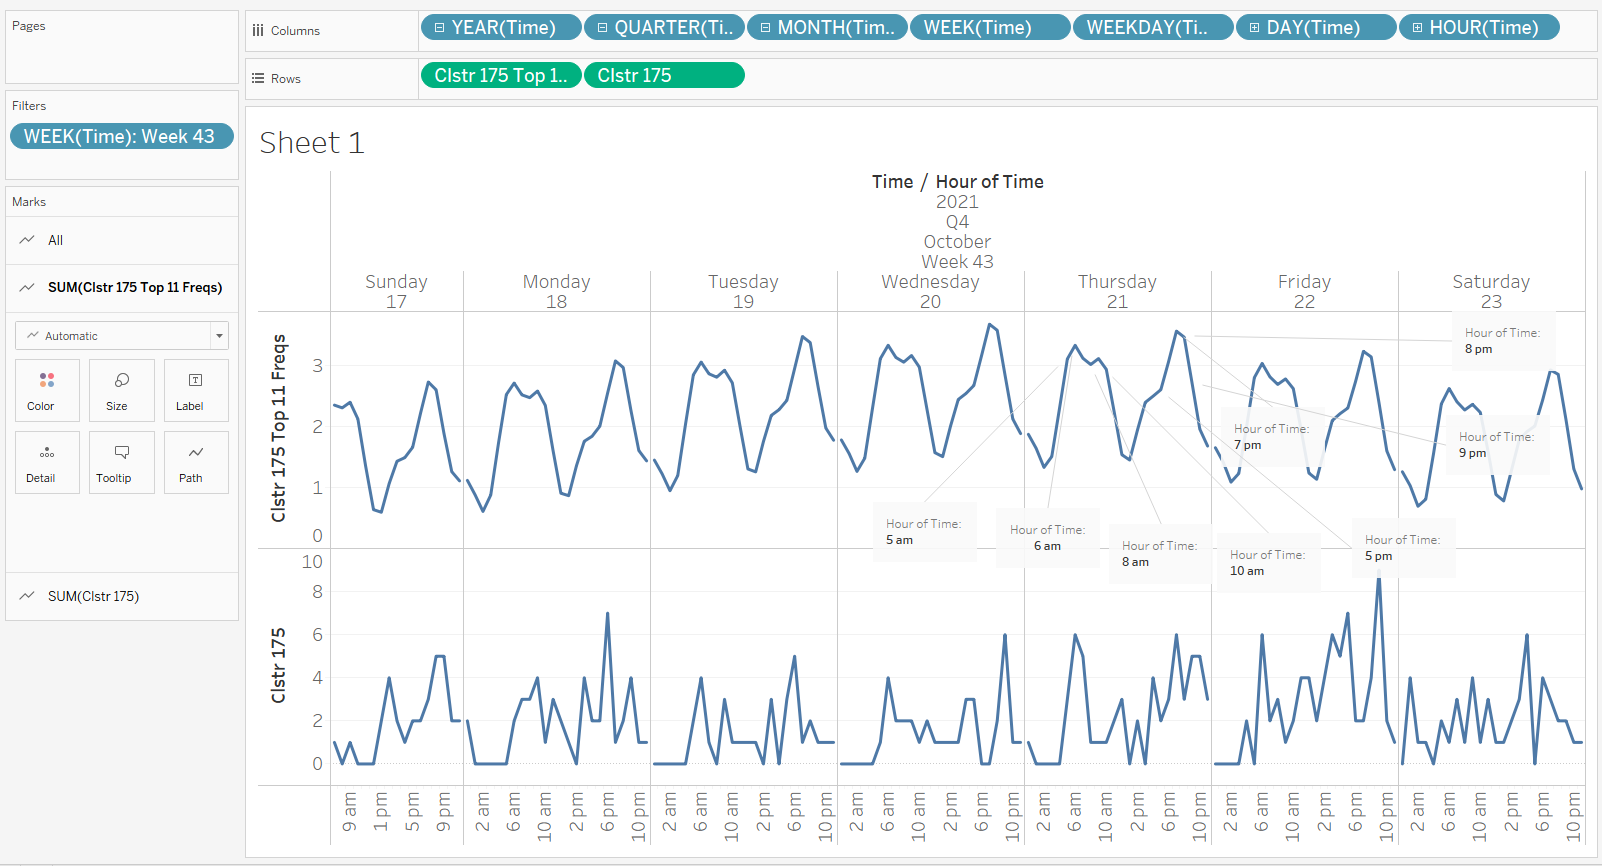 Pages
Columns
YEAR(Time)
QUARTER(Ti..
MONTH(Tim..
WEEK(Time)
WEEKDAY(Ti..
DAY(Time)
HOUR(Time)
Rows
Clstr 175 Top 1..
Clstr 175
Filters
WEEK(Time): Week 43
Marks
All
SUM(Clstr 175 Top 11 Freqs)
Automatic
Color
Size
Label
Detail
Tooltip
Path
SUM(Clstr 175)
Sheet 1
Time / Hour of Time
2021
Q4
October
Week 43
Sunday Monday Tuesday Wednesday Thursday Friday Saturday
17 18 19 20 21 22 23
Clstr 175 Top 11 Freqs
3
2
1
0
Hour of Time:
8 pm
Hour of Time:
7 pm
Hour of Time:
9 pm
Hour of Time:
5 am
Hour of Time:
6 am
Hour of Time:
8 am
Hour of Time:
10 am
Hour of Time:
5 pm
Clstr 175
10
8
6
4
2
0
9 am 1 pm 5 pm 9 pm 2 am 6 am 10 am 2 pm 6 pm 10 pm 2 am 6 am 10 am 2 pm 6 pm 10 pm 2 am 6 am 10 am 2 pm 6 pm 10 pm 2 am 6 am 10 am 2 pm 6 pm 10 pm 2 am 6 am 10 am 2 pm 6 pm 10 pm 2 am 6 am 10 am 2 pm 6 pm 10 pm